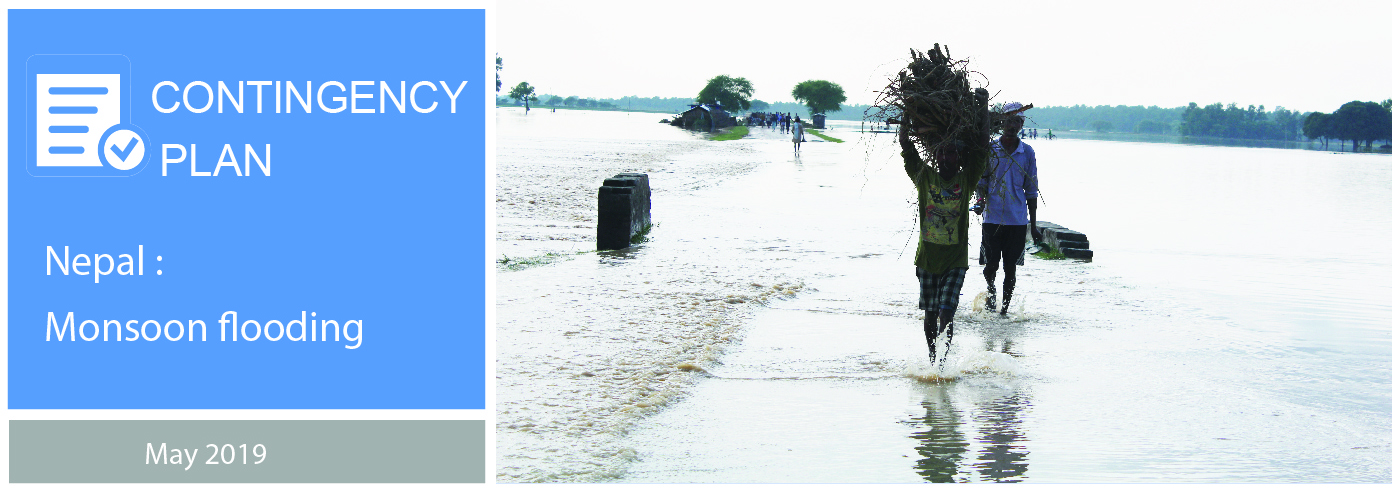 CONTINGENCY
PLAN
Nepal :
Monsoon flooding
May 2019